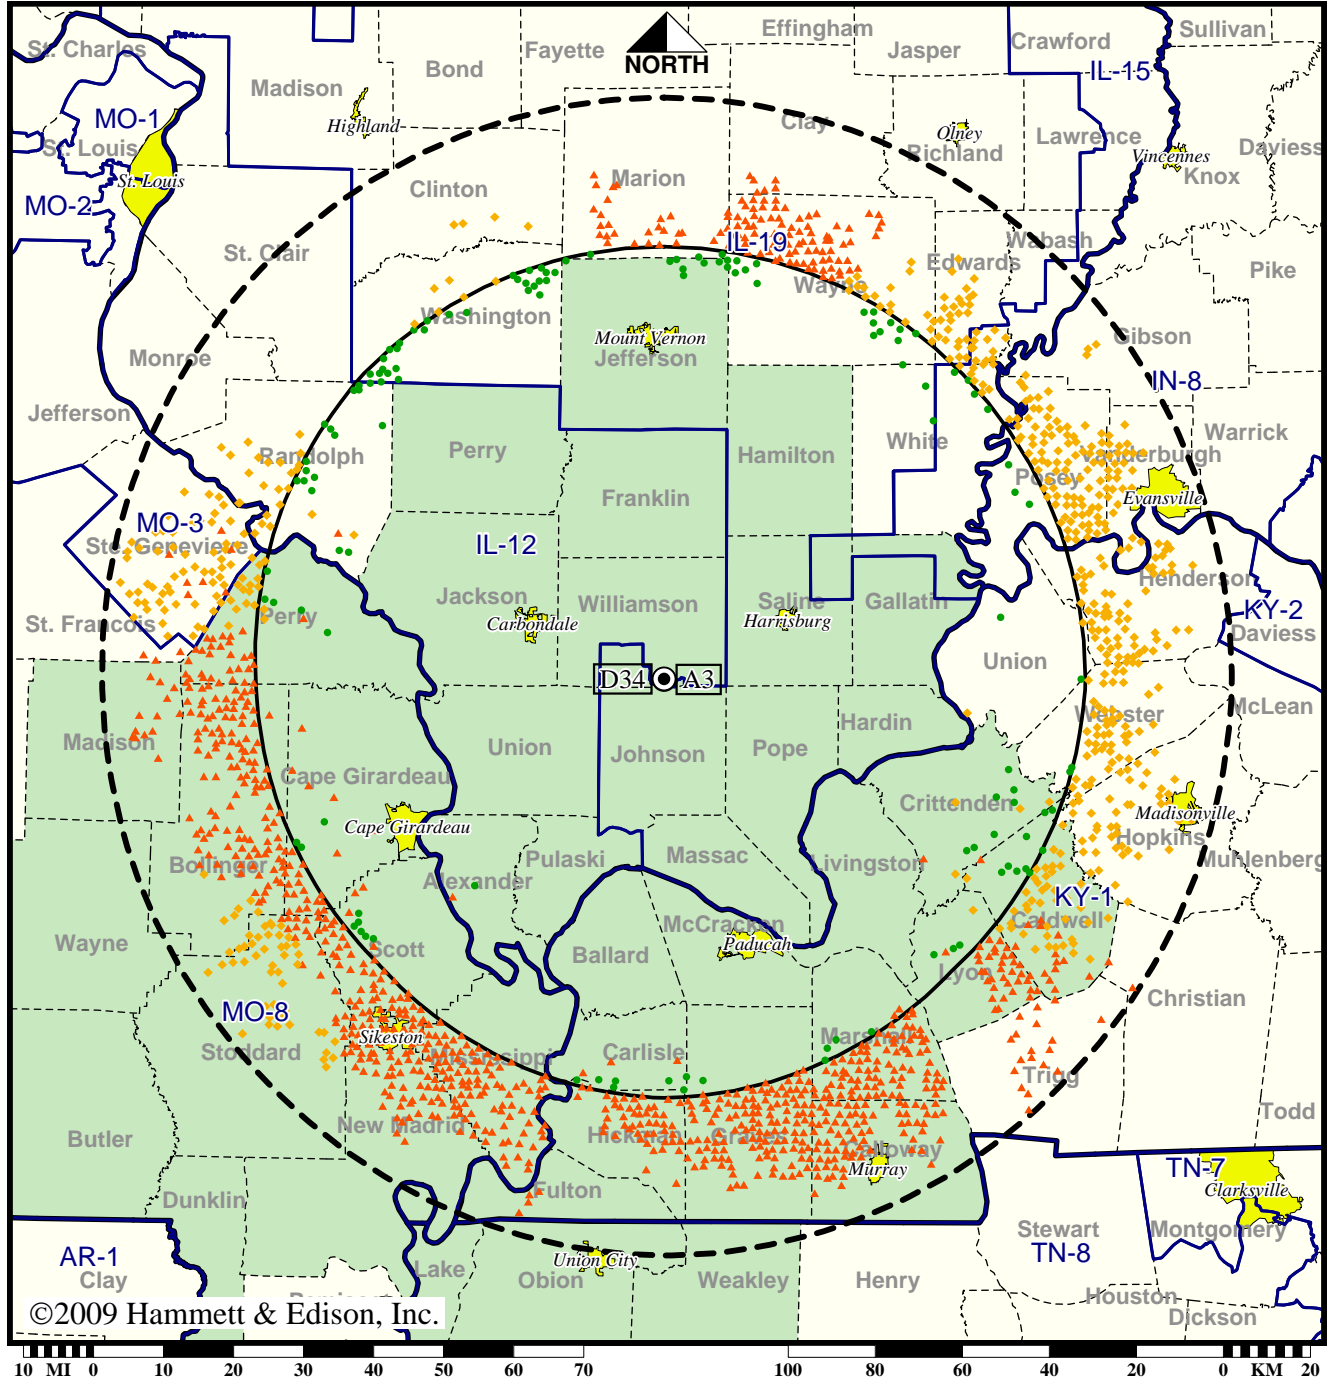 Effingham
Sullivan
St. Charles
Fayette
Jasper
Crawford
Bond
NORTH
IL-15
Madison
MO-1
Highland
Clay
Olney
Lawrence
St. Louis
Richland
Vincennes
Daviess
St. Louis
Clinton
Marion
Knox
MO-2
St. Clair
IL-19
Wabash
Edwards
Pike
Wayne
Washington
Mount Vernon
Gibson
Monroe
Jefferson
IN-8
Jefferson
Randolph
Perry
Hamilton
White
Warrick
Vanderburgh
Posey
Franklin
Evansville
MO-3
Ste. Genevieve
IL-12
Henderson
Jackson
Williamson
Saline
Gallatin
KY-2
St. Francois
Perry
Carbondale
Harrisburg
Daviess
Union
D34
A3
McLean
Madison
Union
Johnson
Pope
Hardin
Webster
Cape Girardeau
Crittenden
Madisonville
Cape Girardeau
Hopkins
Bollinger
Pulaski
Massac
Livingston
Muhlenberg
Alexander
KY-1
McCracken
Caldwell
Wayne
Scott
Ballard
Paducah
Lyon
Christian
MO-8
Sikeston
Stoddard
Mississippi
Carlisle
Marshall
Trigg
New Madrid
Hickman
Graves
Calloway
Todd
Butler
Murray
TN-7
Dunklin
Fulton
Clarksville
Stewart
Montgomery
AR-1
Union City
TN-8
Clay
Lake
Obion
Weakley
Henry
Houston
©2009 Hammett & Edison, Inc.
Dickson
10 MI 0 10 20 30 40 50 60 70 100 80 60 40 20 0 KM 20